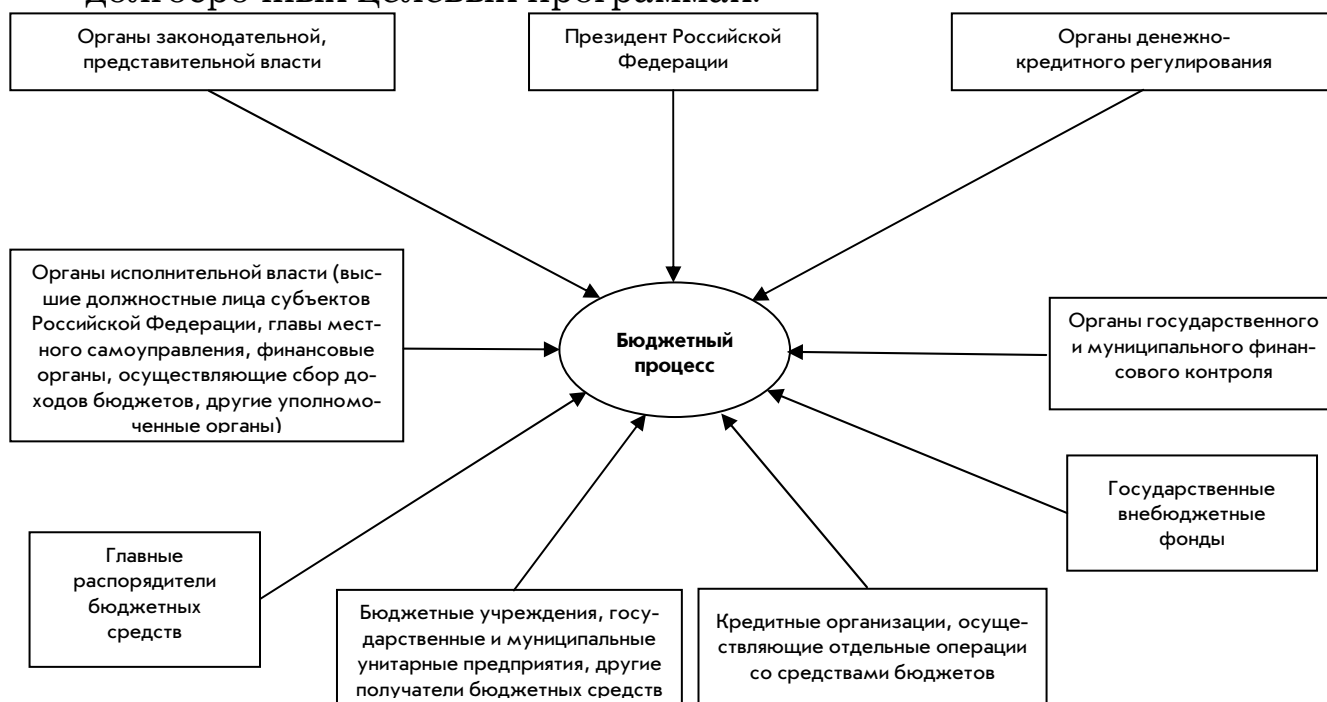 долгосрочным целевым программам.
Органы законодательной,
представительной власти
Президент Российской
Федерации
Органы денежно-
кредитного регулирования
Органы исполнительной власти (выс-
шие должностные лица субъектов
Российской Федерации, главы мест-
ного самоуправления, финансовые
органы, осуществляющие сбор до-
ходов бюджетов, другие уполномо-
ченные органы)
Бюджетный
процесс
Органы государственного
и муниципального финан-
сового контроля
Государственные
внебюджетные
фонды
Главные
распорядители
бюджетных
средств
Бюджетные учреждения, госу-
дарственные и муниципальные
унитарные предприятия, другие
получатели бюджетных средств
Кредитные организации, осуще-
ствляющие отдельные операции
со средствами бюджетов